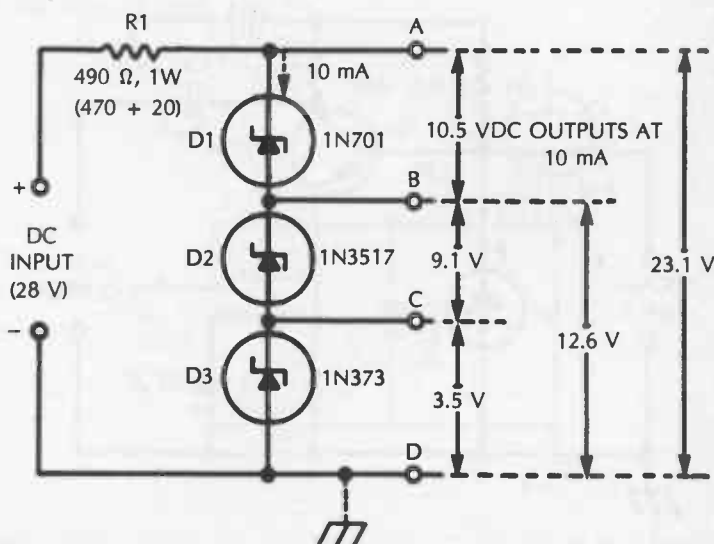 R1
A
490 Ω, 1W
(470 + 20)
10 mA
D1
1N701
10.5 VDC OUTPUTS AT
10 mA
B
+
DC
INPUT
(28 V)
−
D2
1N3517
9.1 V
23.1 V
C
12.6 V
D3
1N373
3.5 V
D